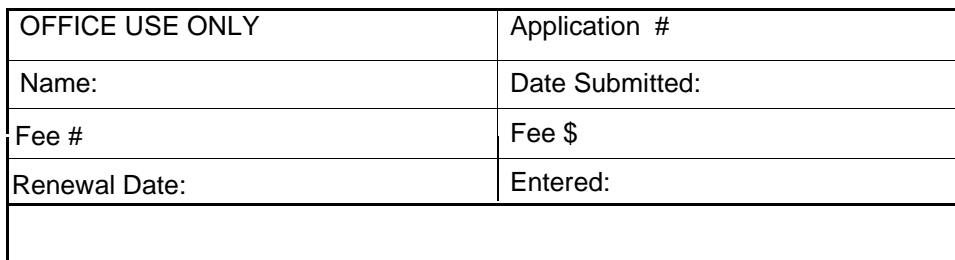 OFFICE USE ONLY
Application #
Name:
Date Submitted:
Fee #
Fee $
Renewal Date:
Entered: